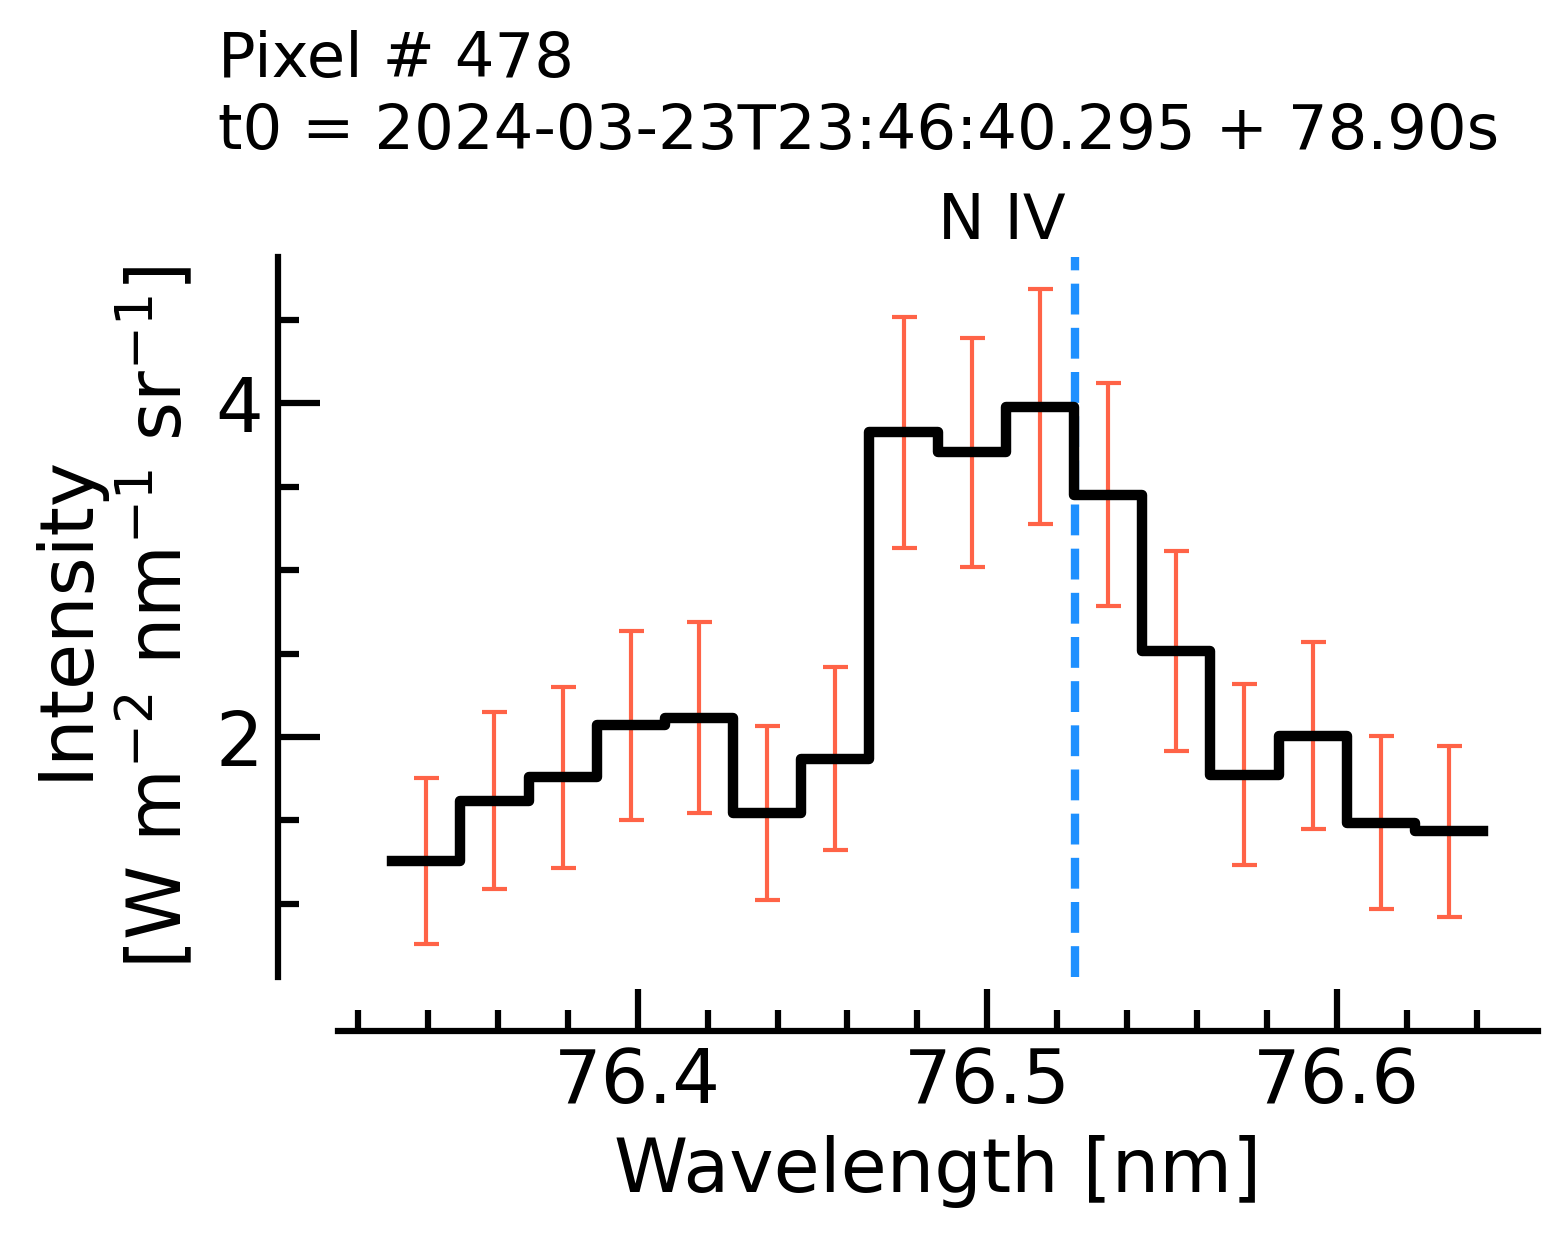 Pixel # 478
t0 = 2024-03-23T23:46:40.295 + 78.90s
N IV
Intensity
[W m⁻² nm⁻¹ sr⁻¹]
4
2
76.4 76.5 76.6
Wavelength [nm]